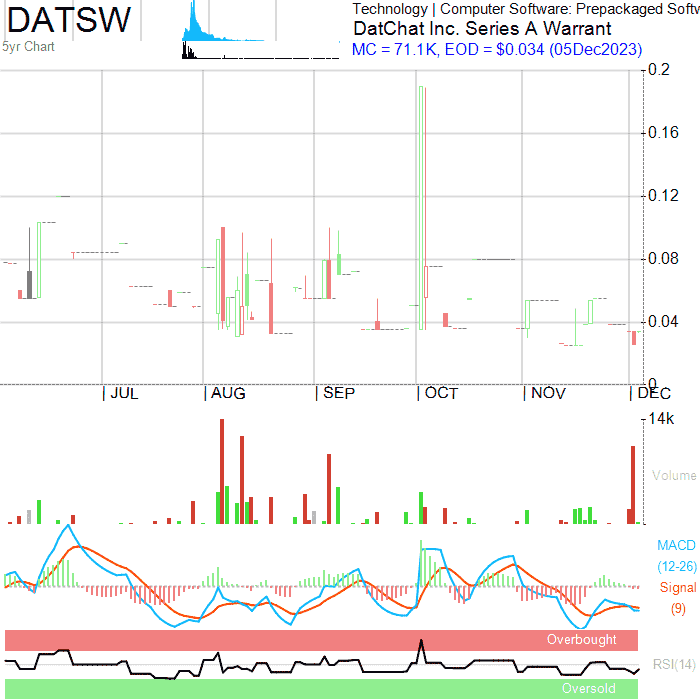 DATSW
5yr Chart
Technology | Computer Software: Prepackaged Softw
DatChat Inc. Series A Warrant
MC = 71.1K, EOD = $0.034 (05Dec2023)
0.2
0.16
0.12
0.08
0.04
0
JUL AUG SEP OCT NOV DEC
14k
Volume
MACD
(12-26)
Signal
(9)
Overbought
RSI(14)
Oversold